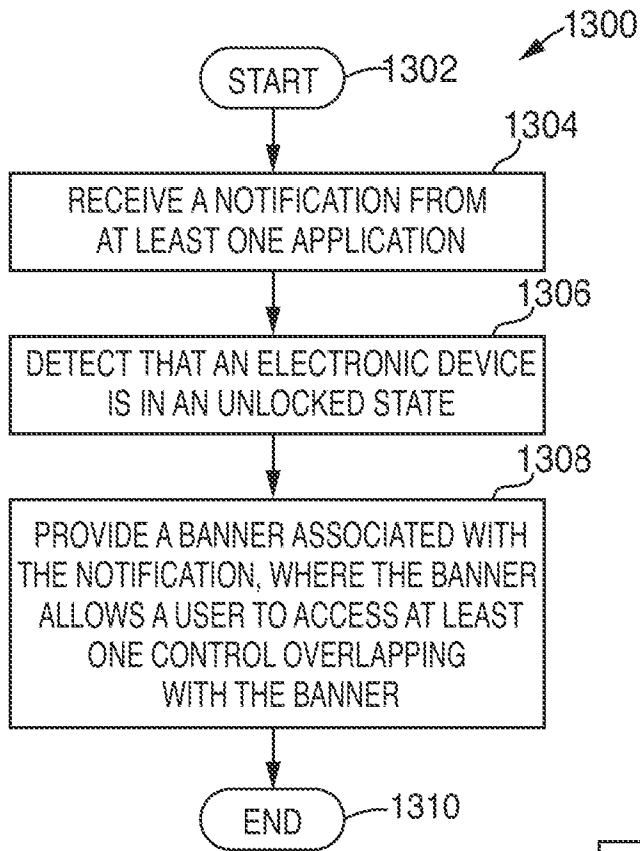 1300
START
1302
1304
RECEIVE A NOTIFICATION FROM
AT LEAST ONE APPLICATION
1306
DETECT THAT AN ELECTRONIC DEVICE
IS IN AN UNLOCKED STATE
1308
PROVIDE A BANNER ASSOCIATED WITH
THE NOTIFICATION, WHERE THE BANNER
ALLOWS A USER TO ACCESS AT LEAST
ONE CONTROL OVERLAPPING
WITH THE BANNER
END
1310